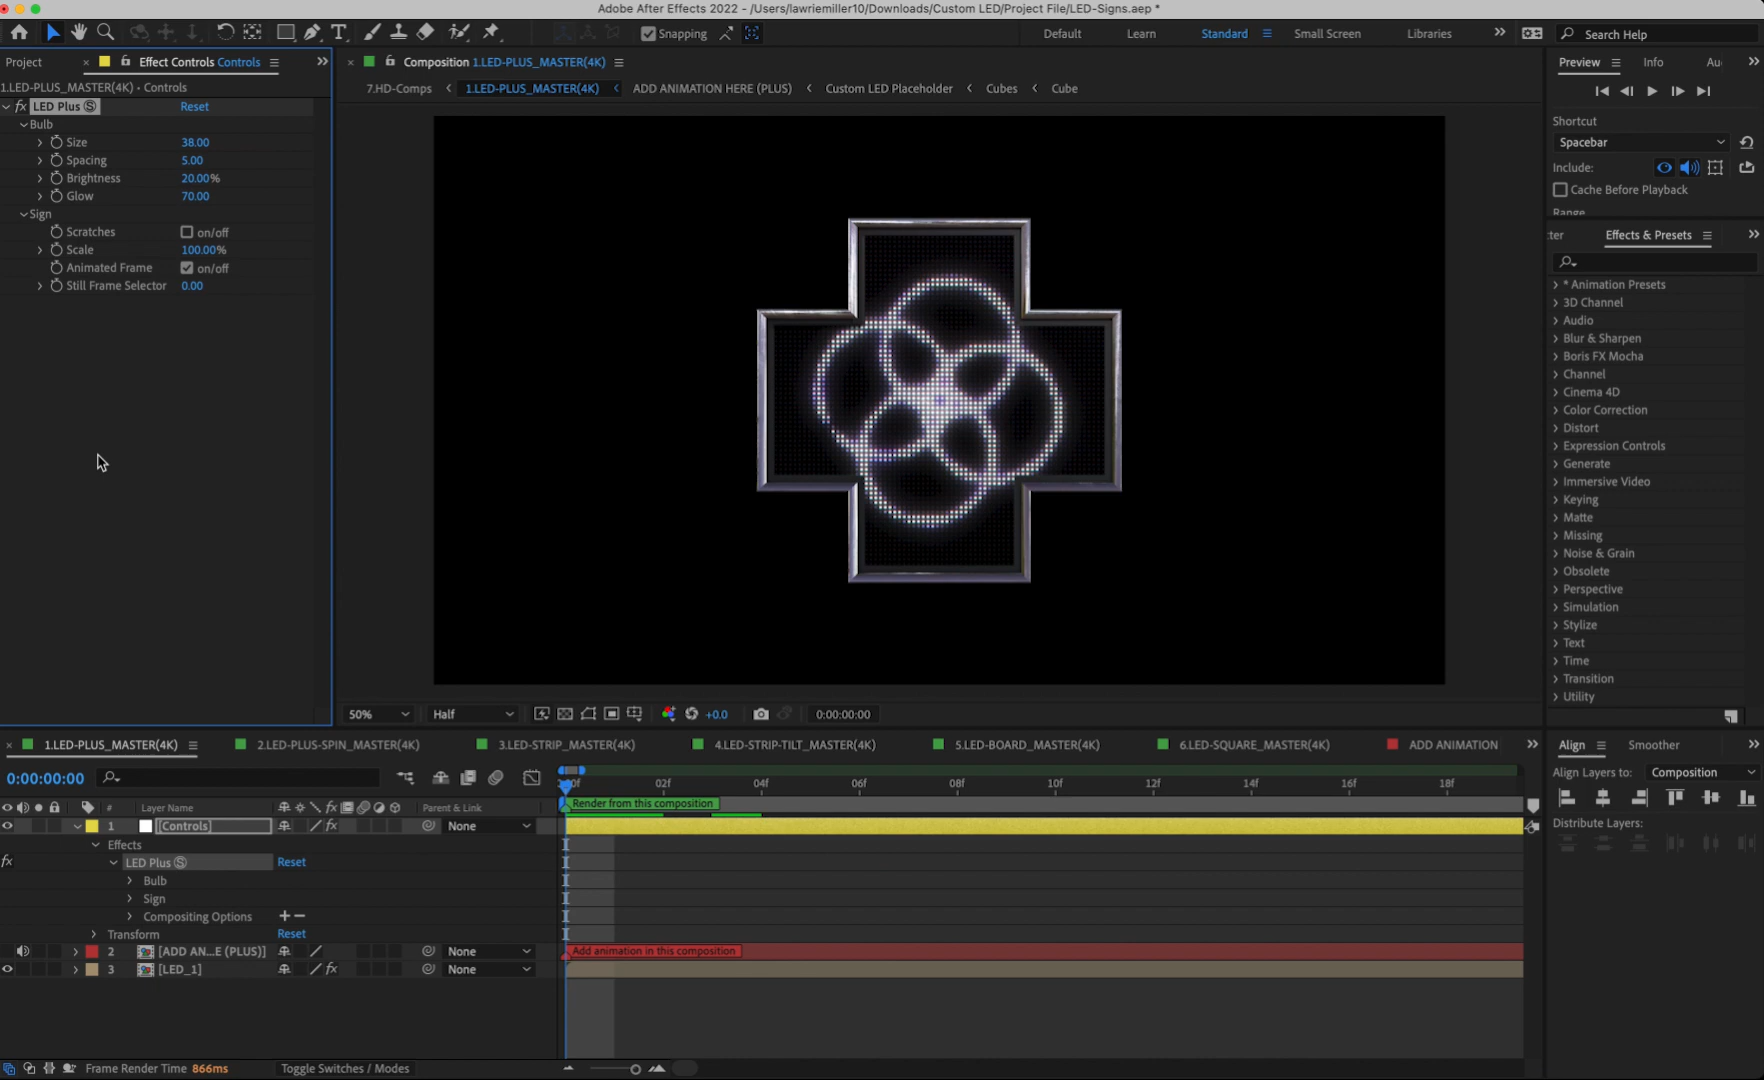 Adobe After Effects 2022 - /Users/lawriemiller10/Downloads/Custom LED/Project File/LED-Signs.aep *
Snapping
Default
Learn
Standard
Small Screen
Libraries
Search Help
Project
Effect Controls Controls
Composition 1.LED-PLUS_MASTER(4K)
Preview
Info
Au
1.LED-PLUS_MASTER(4K) • Controls
7.HD-Comps
1.LED-PLUS_MASTER(4K)
ADD ANIMATION HERE (PLUS)
Custom LED Placeholder
Cubes
Cube
fx LED Plus
Reset
Bulb
Size
38.00
Spacing
5.00
Brightness
20.00%
Glow
70.00
Sign
Scratches
on/off
Scale
100.00%
Animated Frame
on/off
Still Frame Selector
0.00
Shortcut
Spacebar
Include:
Cache Before Playback
Range
ter
Effects & Presets
* Animation Presets
3D Channel
Audio
Blur & Sharpen
Boris FX Mocha
Channel
Cinema 4D
Color Correction
Distort
Expression Controls
Generate
Immersive Video
Keying
Matte
Missing
Noise & Grain
Obsolete
Perspective
Simulation
Stylize
Text
Time
Transition
Utility
50%
Half
+0.0
0:00:00:00
1.LED-PLUS_MASTER(4K)
2.LED-PLUS-SPIN_MASTER(4K)
3.LED-STRIP_MASTER(4K)
4.LED-STRIP-TILT_MASTER(4K)
5.LED-BOARD_MASTER(4K)
6.LED-SQUARE_MASTER(4K)
ADD ANIMATION
Align
Smoother
0:00:00:00
02f
04f
06f
08f
10f
12f
14f
16f
18f
Align Layers to:
Composition
#
Layer Name
fx
Parent & Link
Render from this composition
1
[Controls]
fx
None
Distribute Layers:
Effects
fx
LED Plus
Reset
Bulb
Sign
Compositing Options
Transform
Reset
2
[ADD AN...E (PLUS)]
None
Add animation in this composition
3
[LED_1]
fx
None
Frame Render Time 866ms
Toggle Switches / Modes